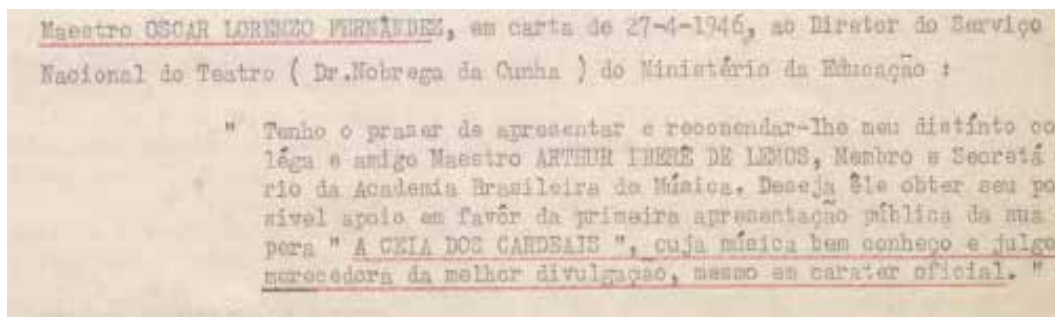 Maestro OSCAR LORENZO FERNÂNDEZ, em carta de 27-4-1946, ao Diretor do Serviço
Nacional do Teatro ( Dr.Nobrega da Cunha ) do Ministério da Educação :
" Tenho o prazer de apresentar e recomendar-lhe meu distínto co
léga e amigo Maestro ARTHUR IBERÊ DE LEMOS, Membro e Secretá
rio da Academia Brasileira de Música. Deseja êle obter seu po
sivel apoio em favôr da primeira apresentação pública de sua
pera " A CEIA DOS CARDEAIS ", cuja música bem conheço e julgo
merecedora da melhor divulgação, mesmo em carater oficial. "